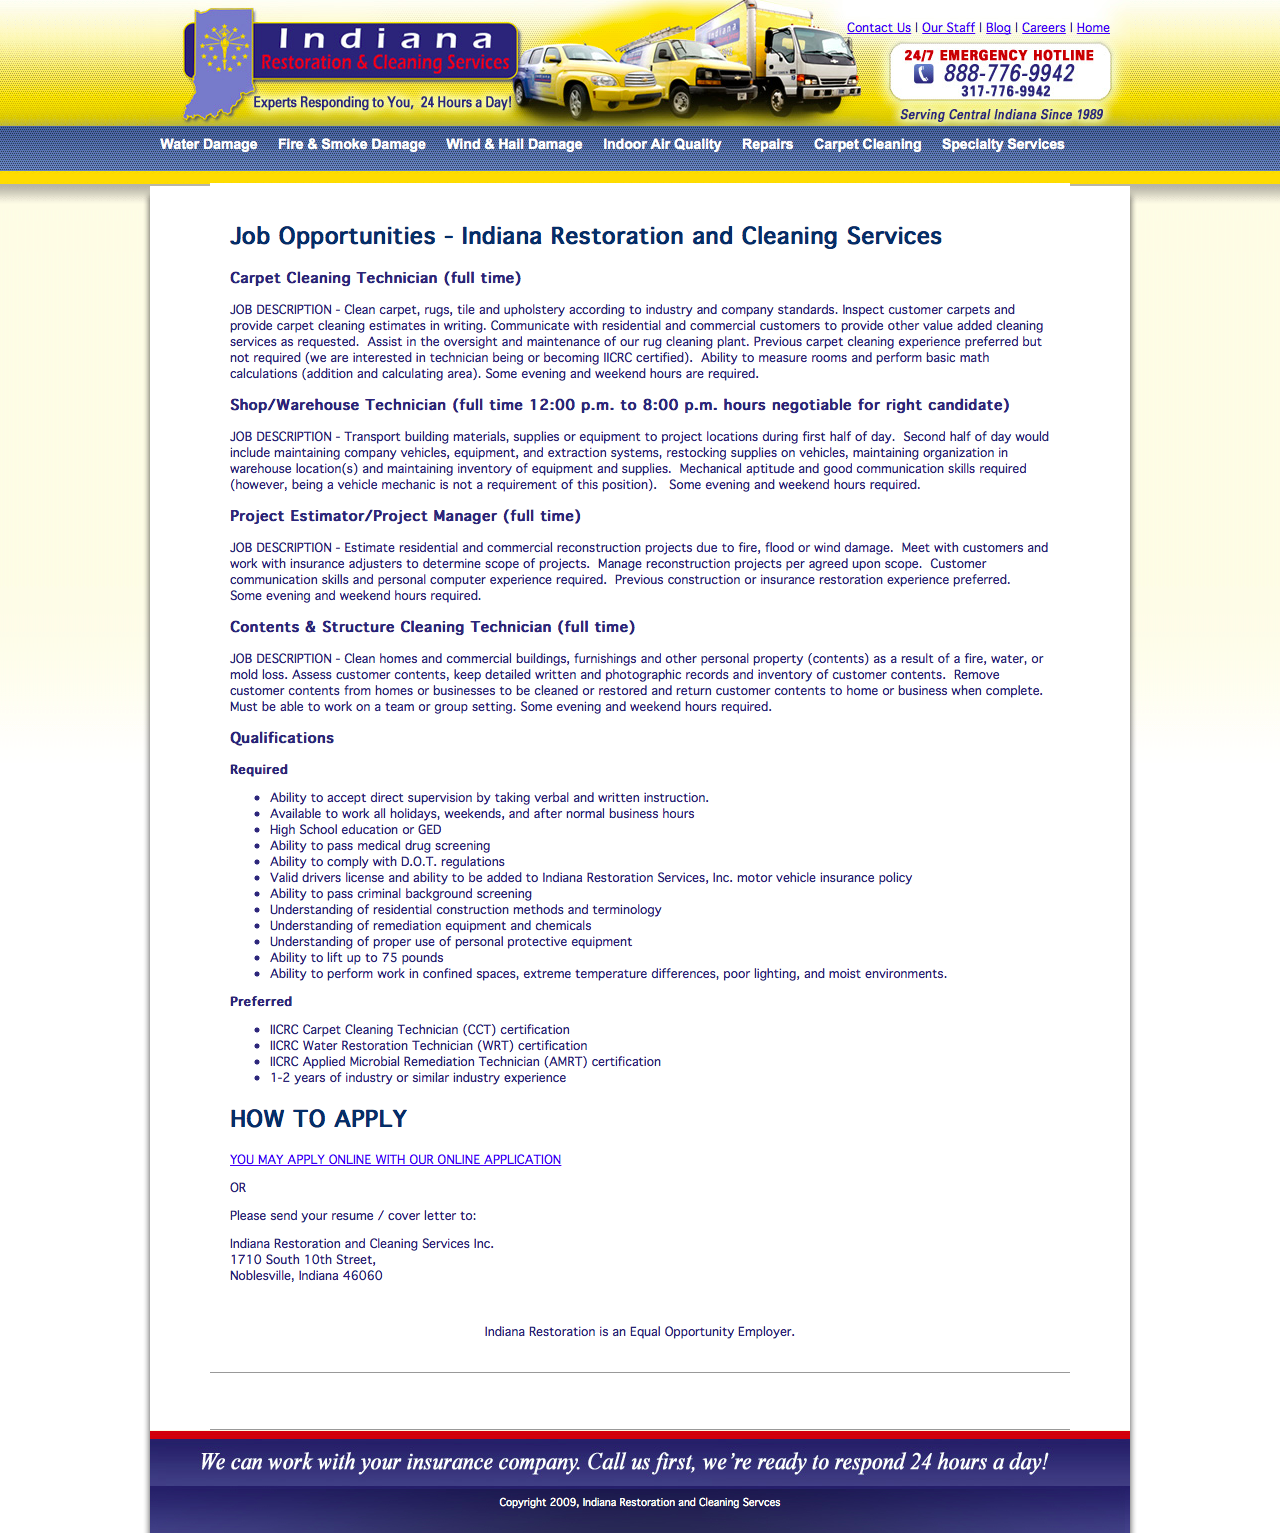 Indiana
Restoration & Cleaning Services
Experts Responding to You, 24 Hours a Day!
Contact Us | Our Staff | Blog | Careers | Home
24/7 EMERGENCY HOTLINE
888-776-9942
317-776-9942
Serving Central Indiana Since 1989
Water Damage Fire & Smoke Damage Wind & Hail Damage Indoor Air Quality Repairs Carpet Cleaning Specialty Services
Job Opportunities - Indiana Restoration and Cleaning Services
Carpet Cleaning Technician (full time)
JOB DESCRIPTION - Clean carpet, rugs, tile and upholstery according to industry and company standards. Inspect customer carpets and
provide carpet cleaning estimates in writing. Communicate with residential and commercial customers to provide other value added cleaning
services as requested. Assist in the oversight and maintenance of our rug cleaning plant. Previous carpet cleaning experience preferred but
not required (we are interested in technician being or becoming IICRC certified). Ability to measure rooms and perform basic math
calculations (addition and calculating area). Some evening and weekend hours are required.
Shop/Warehouse Technician (full time 12:00 p.m. to 8:00 p.m. hours negotiable for right candidate)
JOB DESCRIPTION - Transport building materials, supplies or equipment to project locations during first half of day. Second half of day would
include maintaining company vehicles, equipment, and extraction systems, restocking supplies on vehicles, maintaining organization in
warehouse location(s) and maintaining inventory of equipment and supplies. Mechanical aptitude and good communication skills required
(however, being a vehicle mechanic is not a requirement of this position). Some evening and weekend hours required.
Project Estimator/Project Manager (full time)
JOB DESCRIPTION - Estimate residential and commercial reconstruction projects due to fire, flood or wind damage. Meet with customers and
work with insurance adjusters to determine scope of projects. Manage reconstruction projects per agreed upon scope. Customer
communication skills and personal computer experience required. Previous construction or insurance restoration experience preferred.
Some evening and weekend hours required.
Contents & Structure Cleaning Technician (full time)
JOB DESCRIPTION - Clean homes and commercial buildings, furnishings and other personal property (contents) as a result of a fire, water, or
mold loss. Assess customer contents, keep detailed written and photographic records and inventory of customer contents. Remove
customer contents from homes or businesses to be cleaned or restored and return customer contents to home or business when complete.
Must be able to work on a team or group setting. Some evening and weekend hours required.
Qualifications
Required
• Ability to accept direct supervision by taking verbal and written instruction.
• Available to work all holidays, weekends, and after normal business hours
• High School education or GED
• Ability to pass medical drug screening
• Ability to comply with D.O.T. regulations
• Valid drivers license and ability to be added to Indiana Restoration Services, Inc. motor vehicle insurance policy
• Ability to pass criminal background screening
• Understanding of residential construction methods and terminology
• Understanding of remediation equipment and chemicals
• Understanding of proper use of personal protective equipment
• Ability to lift up to 75 pounds
• Ability to perform work in confined spaces, extreme temperature differences, poor lighting, and moist environments.
Preferred
• IICRC Carpet Cleaning Technician (CCT) certification
• IICRC Water Restoration Technician (WRT) certification
• IICRC Applied Microbial Remediation Technician (AMRT) certification
• 1-2 years of industry or similar industry experience
HOW TO APPLY
YOU MAY APPLY ONLINE WITH OUR ONLINE APPLICATION
OR
Please send your resume / cover letter to:
Indiana Restoration and Cleaning Services Inc.
1710 South 10th Street,
Noblesville, Indiana 46060
Indiana Restoration is an Equal Opportunity Employer.
We can work with your insurance company. Call us first, we're ready to respond 24 hours a day!
Copyright 2009, Indiana Restoration and Cleaning Servces